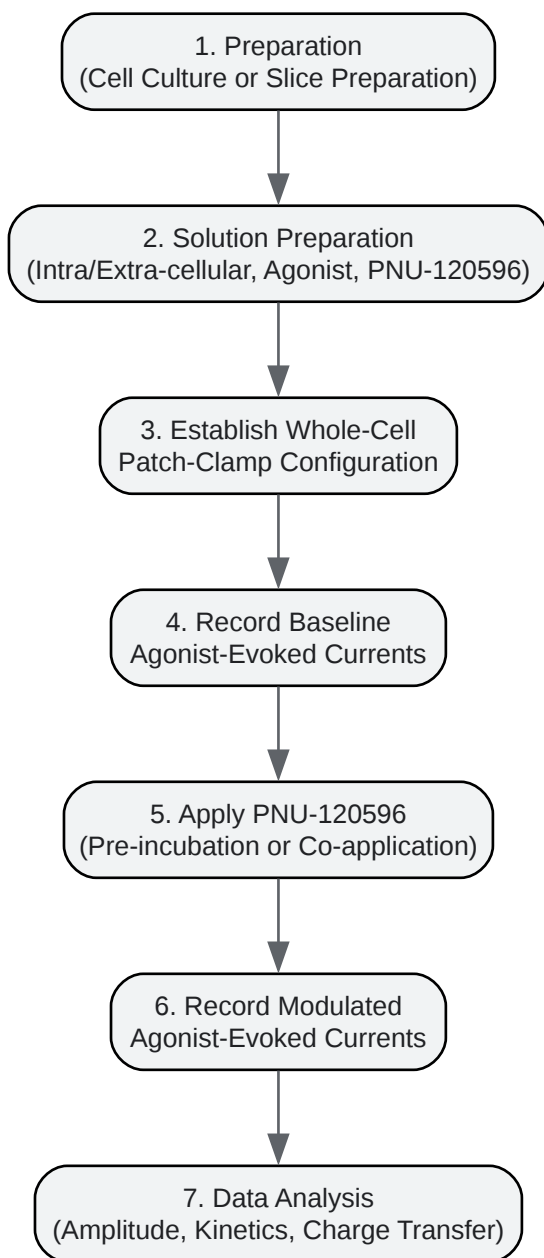 1. Preparation
(Cell Culture or Slice Preparation)
2. Solution Preparation
(Intra/Extra-cellular, Agonist, PNU-120596)
3. Establish Whole-Cell
Patch-Clamp Configuration
4. Record Baseline
Agonist-Evoked Currents
5. Apply PNU-120596
(Pre-incubation or Co-application)
6. Record Modulated
Agonist-Evoked Currents
7. Data Analysis
(Amplitude, Kinetics, Charge Transfer)